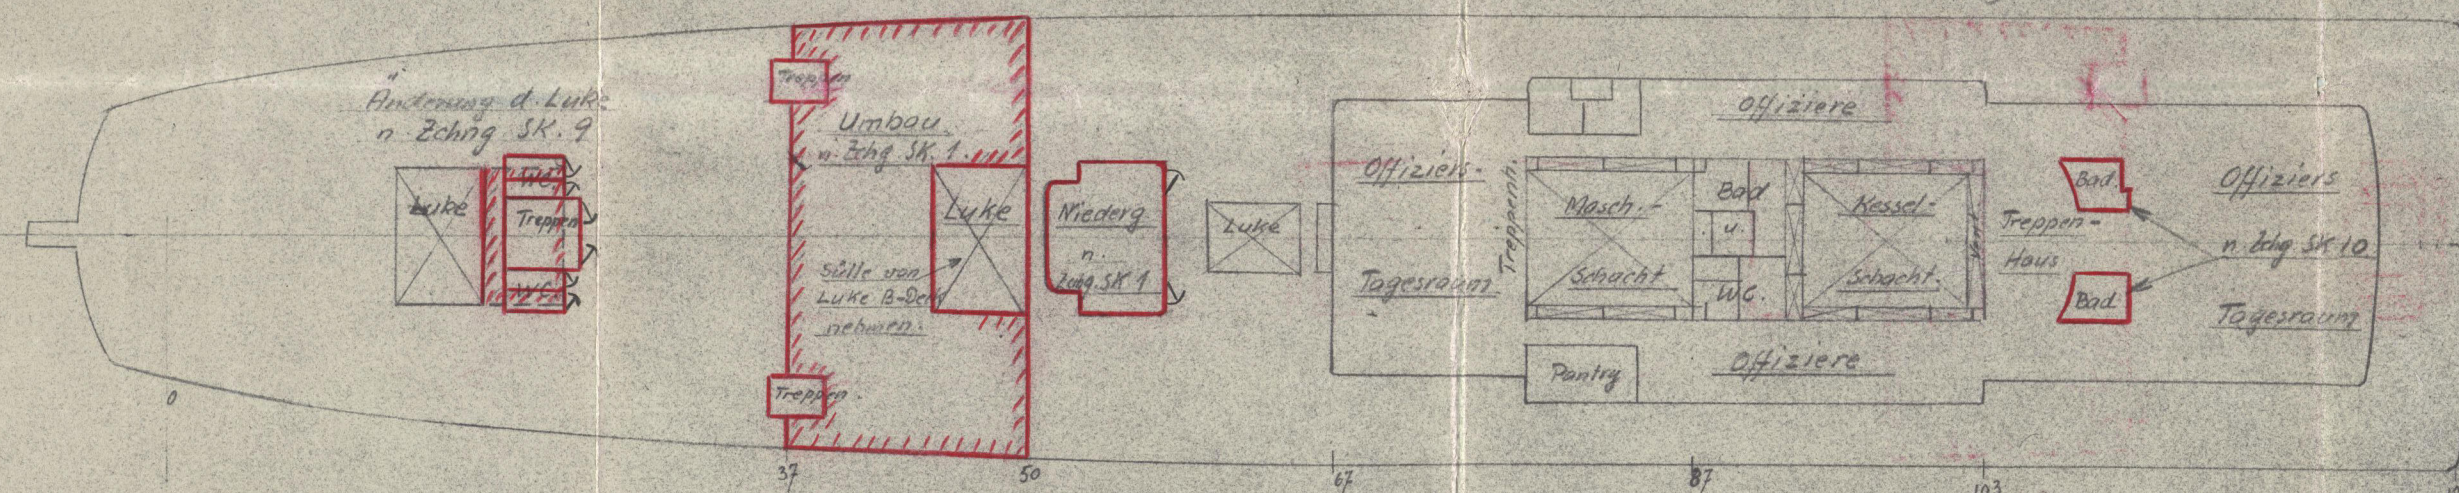 Änderung d. Luke
n. Zchng SK. 9
Luke
WC.
Treppen
WC.
0
Treppen
Umbau
n. Zchg. SK. 1.
Luke
Sülle von
Luke B-Deck
nehmen.
Treppen
Niederg
n.
Zchg. SK 1
Luke
Offiziers-
Tagesraum
Treppenh.
Offiziere
Masch.-
Schacht
Bad
u.
WC.
Kessel-
Schacht.
Pantry
Offiziere
Treppen-
Haus
Bad.
Bad
Offiziers
n. Zchg SK 10
Tagesraum
37
50
67
87
103